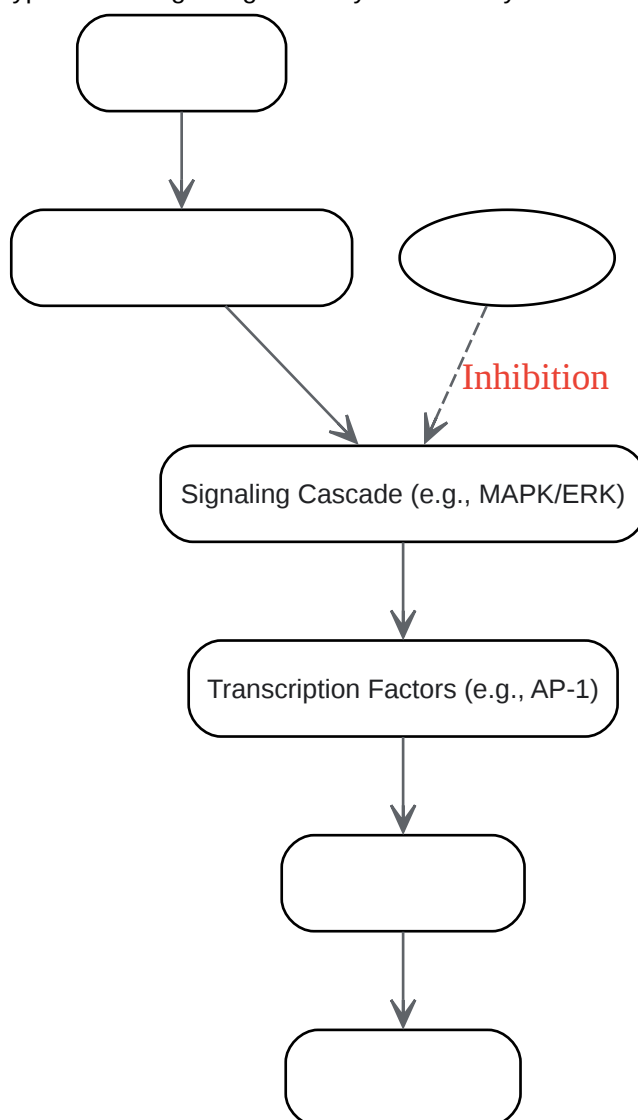 Inhibition
Signaling Cascade (e.g., MAPK/ERK)
Transcription Factors (e.g., AP-1)